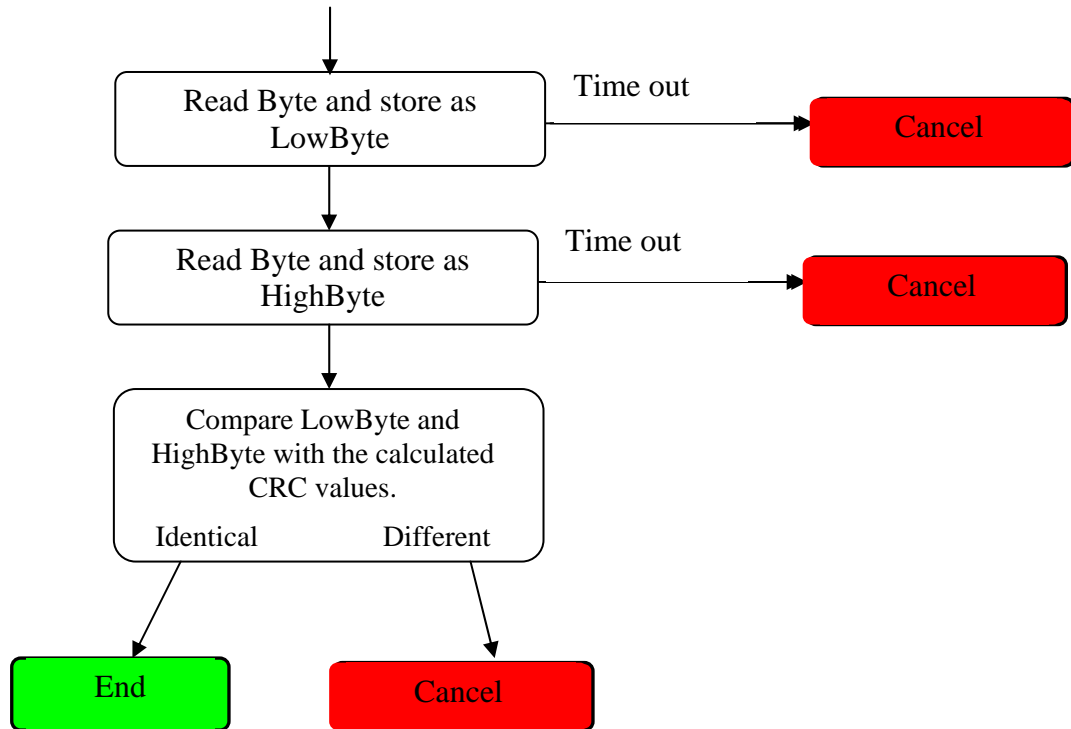 Time out
Read Byte and store as
LowByte
Cancel
Time out
Read Byte and store as
HighByte
Cancel
Compare LowByte and
HighByte with the calculated
CRC values.
Identical Different
End
Cancel